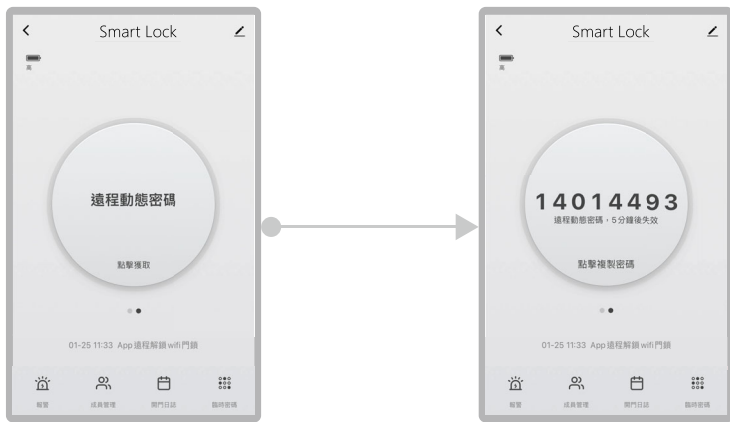 Smart Lock
高
遠程動態密碼
點擊獲取
01-25 11:33 App 遠程解鎖 wifi 門鎖
報警
成員管理
開門日誌
臨時密碼
Smart Lock
高
14014493
遠程動態密碼，5分鐘後失效
點擊複製密碼
01-25 11:33 App 遠程解鎖 wifi 門鎖
報警
成員管理
開門日誌
臨時密碼